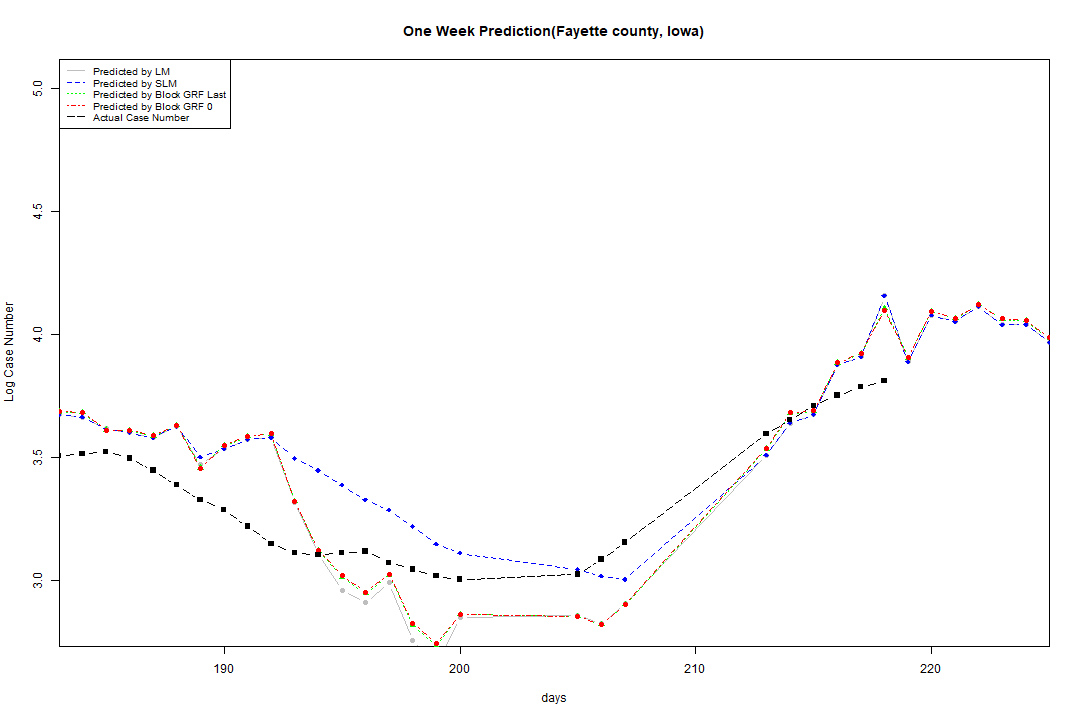 One Week Prediction(Fayette county, Iowa)
Predicted by LM
Predicted by SLM
Predicted by Block GRF Last
Predicted by Block GRF 0
Actual Case Number
5.0
4.5
4.0
3.5
3.0
Log Case Number
190
200
210
220
days